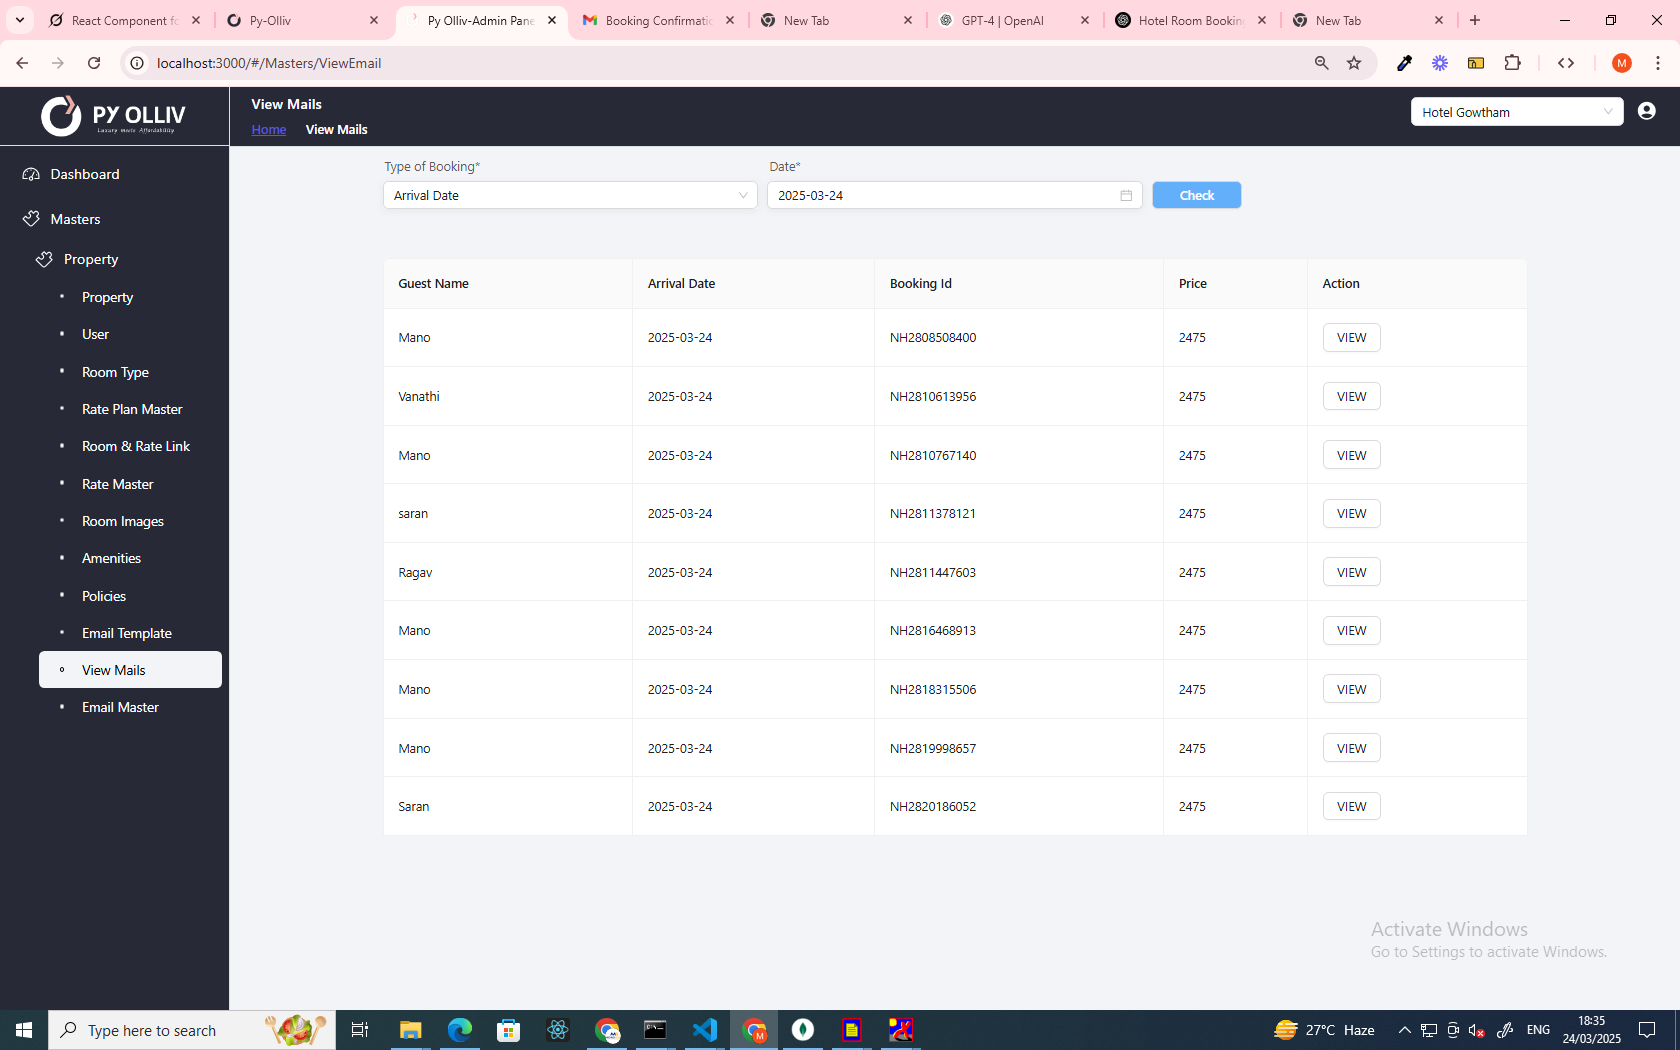 React Component fo
Py-Olliv
Py Olliv-Admin Pane
Booking Confirmatio
New Tab
GPT-4 | OpenAI
Hotel Room Booking
New Tab
localhost:3000/#/Masters/ViewEmail
M
PY OLLIV
Luxury meets Affordability
View Mails
Home View Mails
Hotel Gowtham
Dashboard
Masters
Property
Property
User
Room Type
Rate Plan Master
Room & Rate Link
Rate Master
Room Images
Amenities
Policies
Email Template
View Mails
Email Master
Type of Booking* Date*
Arrival Date 2025-03-24 Check
Guest Name Arrival Date Booking Id Price Action
Mano 2025-03-24 NH2808508400 2475 VIEW
Vanathi 2025-03-24 NH2810613956 2475 VIEW
Mano 2025-03-24 NH2810767140 2475 VIEW
saran 2025-03-24 NH2811378121 2475 VIEW
Ragav 2025-03-24 NH2811447603 2475 VIEW
Mano 2025-03-24 NH2816468913 2475 VIEW
Mano 2025-03-24 NH2818315506 2475 VIEW
Mano 2025-03-24 NH2819998657 2475 VIEW
Saran 2025-03-24 NH2820186052 2475 VIEW
Activate Windows
Go to Settings to activate Windows.
Type here to search
27°C Haze
ENG
18:35
24/03/2025